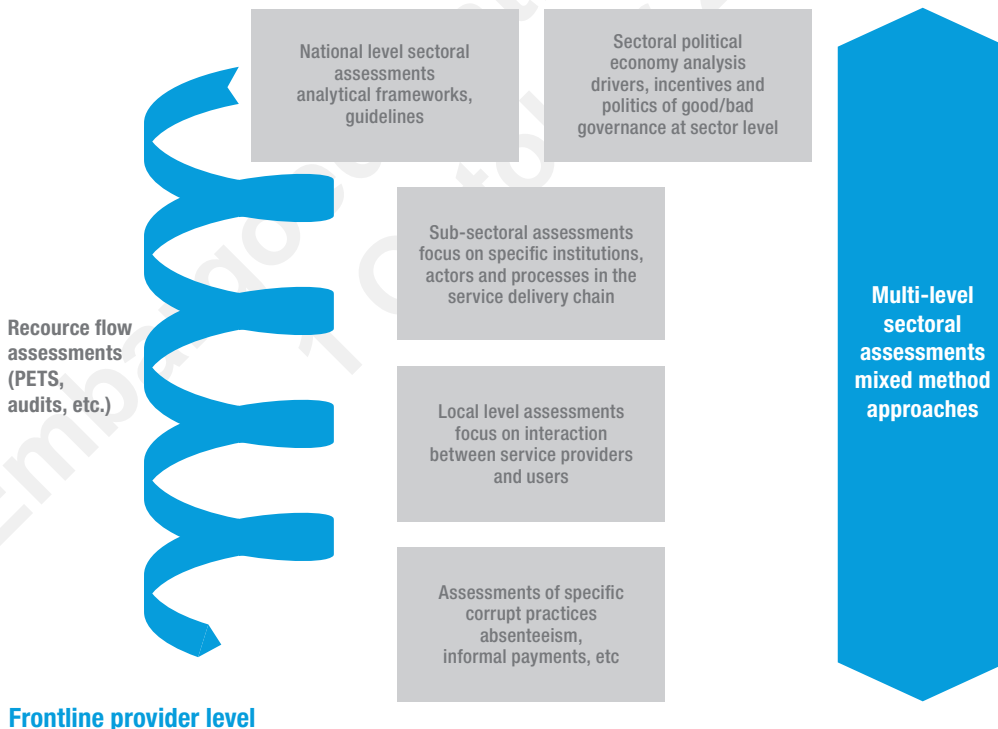 National level sectoral
assessments
analytical frameworks,
guidelines
Sectoral political
economy analysis
drivers, incentives and
politics of good/bad
governance at sector level
Sub-sectoral assessments
focus on specific institutions,
actors and processes in the
service delivery chain
Recource flow
assessments
(PETS,
audits, etc.)
Multi-level
sectoral
assessments
mixed method
approaches
Local level assessments
focus on interaction
between service providers
and users
Assessments of specific
corrupt practices
absenteeism,
informal payments, etc
Frontline provider level